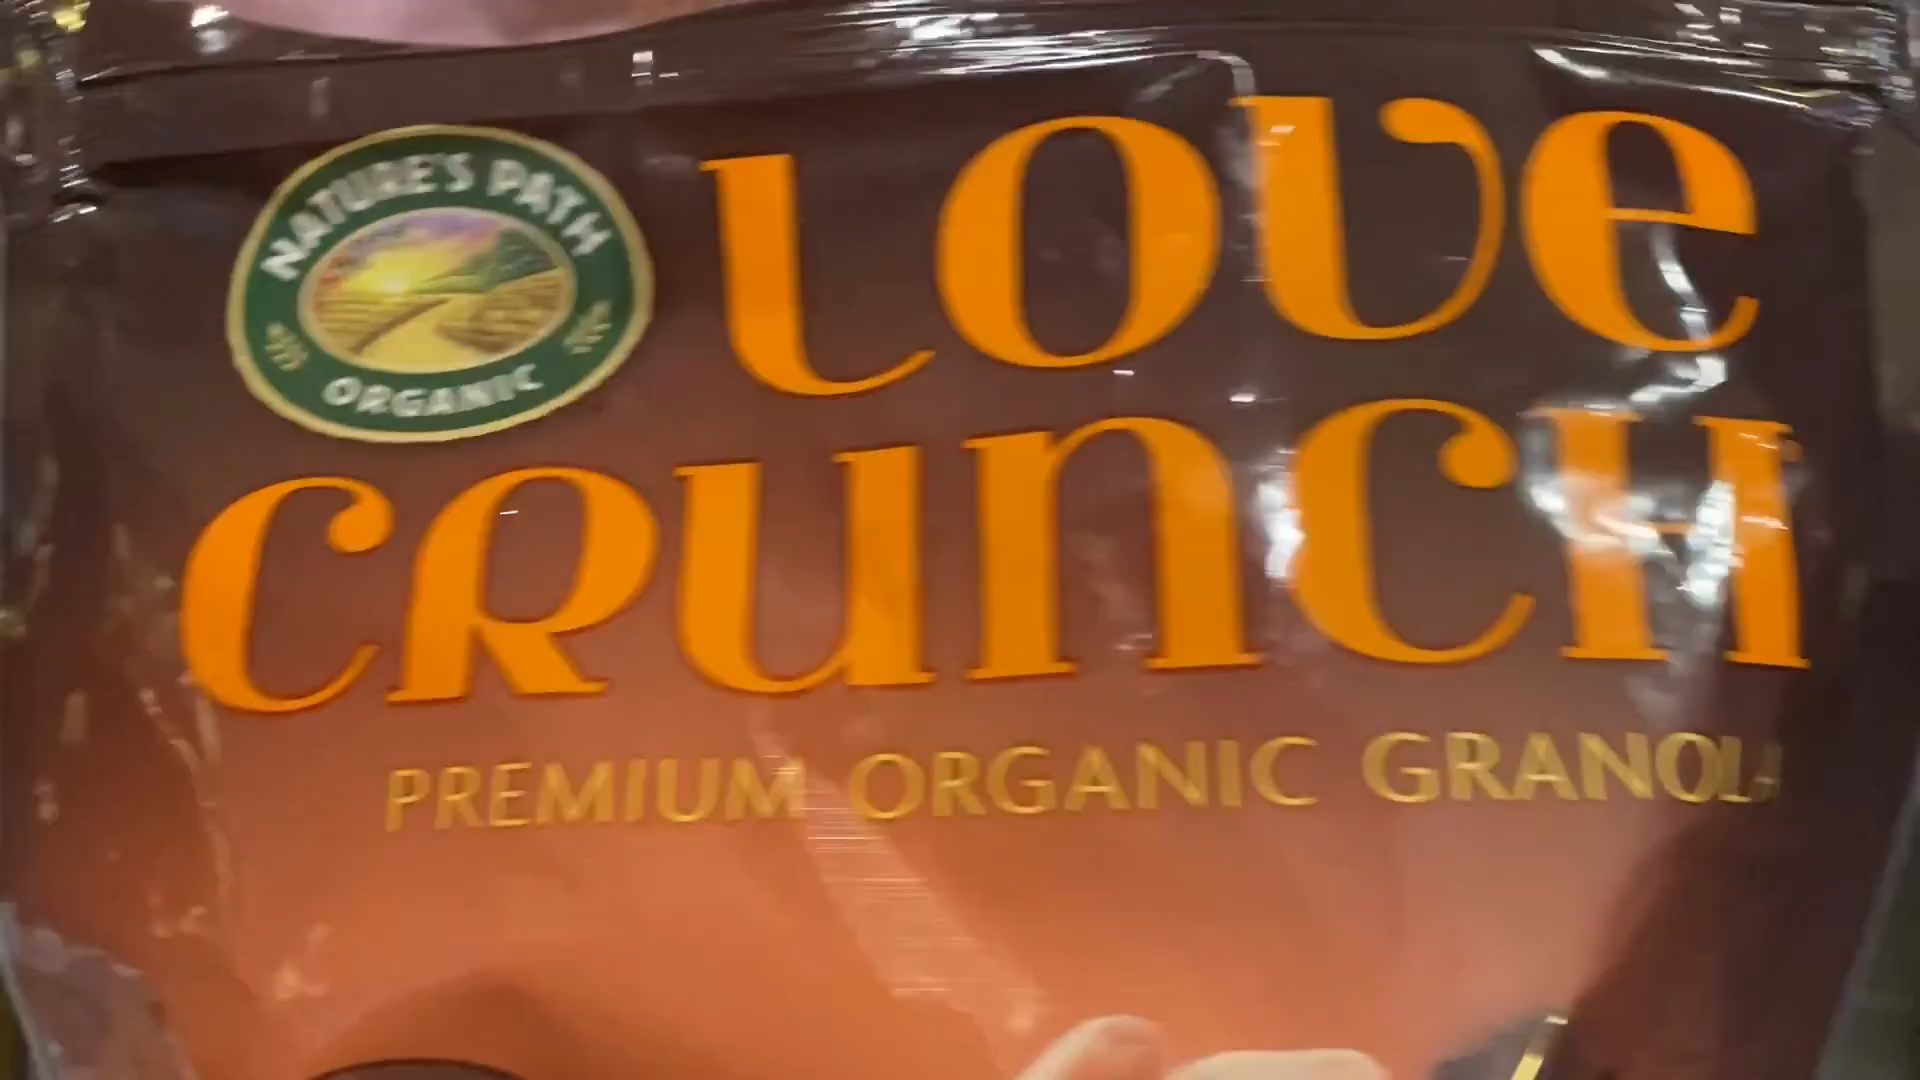 NATURE'S PATH
ORGANIC
LOVE
CRUNCH
PREMIUM ORGANIC GRANOLA